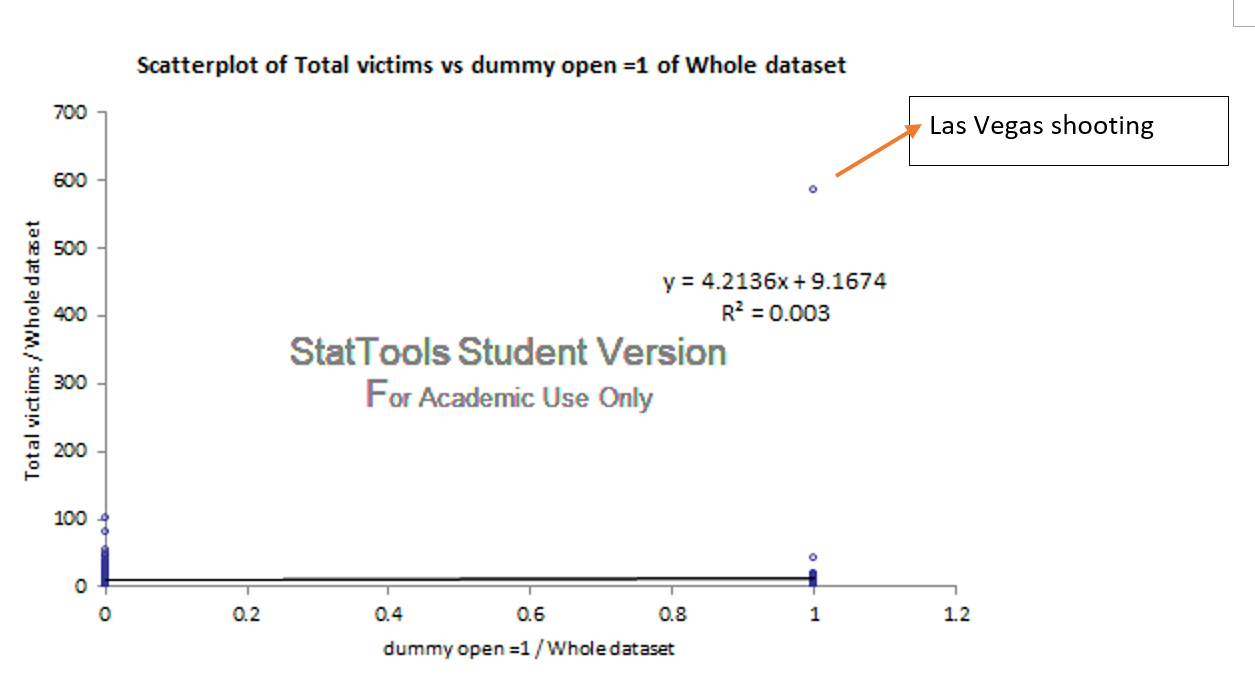 Scatterplot of Total victims vs dummy open =1 of Whole dataset
Las Vegas shooting
700
600
500
400
300
200
100
0
Total victims / Whole dataset
y = 4.2136x + 9.1674
R² = 0.003
StatTools Student Version
For Academic Use Only
0 0.2 0.4 0.6 0.8 1 1.2
dummy open =1 / Whole dataset